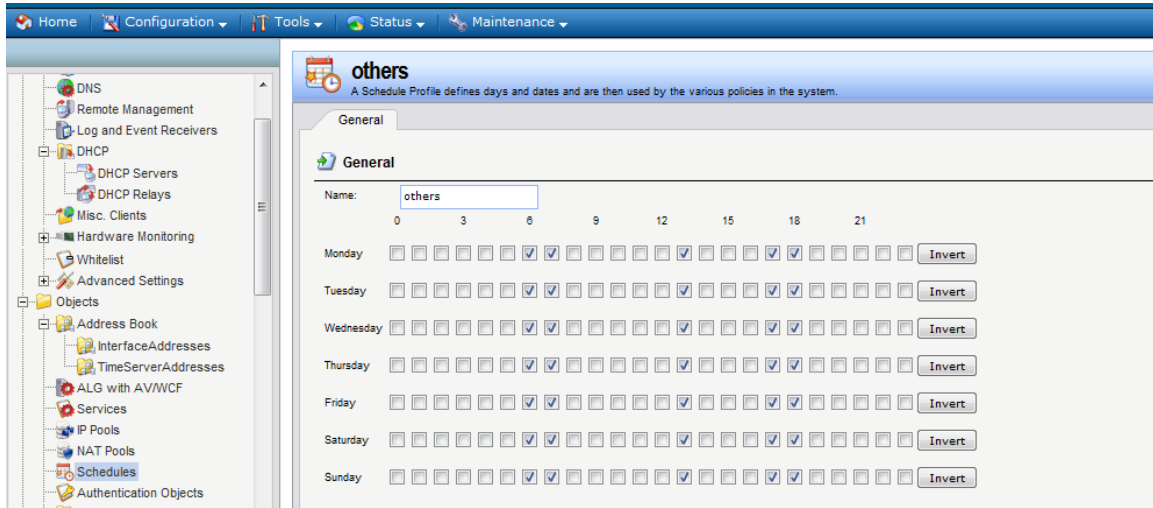 Home Configuration Tools Status Maintenance
DNS
Remote Management
Log and Event Receivers
DHCP
DHCP Servers
DHCP Relays
Misc. Clients
Hardware Monitoring
Whitelist
Advanced Settings
Objects
Address Book
InterfaceAddresses
TimeServerAddresses
ALG with AV/WCF
Services
IP Pools
NAT Pools
Schedules
Authentication Objects
others
A Schedule Profile defines days and dates and are then used by the various policies in the system.
General
General
Name: others
0 3 6 9 12 15 18 21
Monday Invert
Tuesday Invert
Wednesday Invert
Thursday Invert
Friday Invert
Saturday Invert
Sunday Invert